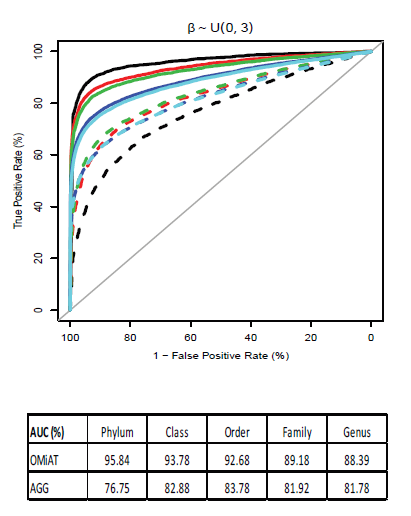 β ~ U(0, 3)
True Positive Rate (%)
100
80
60
40
20
0
100 80 60 40 20 0
1 − False Positive Rate (%)
AUC (%) Phylum Class Order Family Genus
OMiAT 95.84 93.78 92.68 89.18 88.39
AGG 76.75 82.88 83.78 81.92 81.78